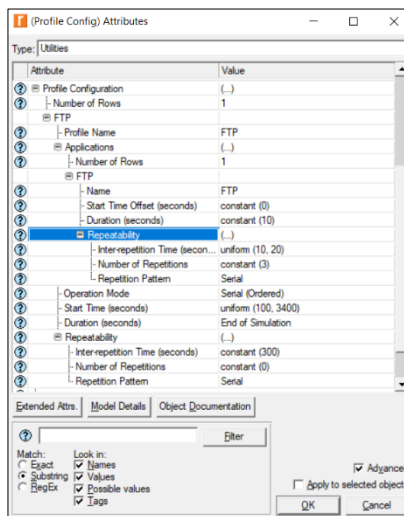 (Profile Config) Attributes
Type: Utilities
Attribute Value
Profile Configuration (...)
Number of Rows 1
FTP
Profile Name FTP
Applications (...)
Number of Rows 1
FTP
Name FTP
Start Time Offset (seconds) constant (0)
Duration (seconds) constant (10)
Repeatability (...)
Inter-repetition Time (secon... uniform (10, 20)
Number of Repetitions constant (3)
Repetition Pattern Serial
Operation Mode Serial (Ordered)
Start Time (seconds) uniform (100, 3400)
Duration (seconds) End of Simulation
Repeatability (...)
Inter-repetition Time (seconds) constant (300)
Number of Repetitions constant (0)
Repetition Pattern Serial
Extended Attrs. Model Details Object Documentation
Filter
Match: Look in:
Exact Names
Substring Values
RegEx Possible values
Tags
Advance
Apply to selected object
OK Cancel